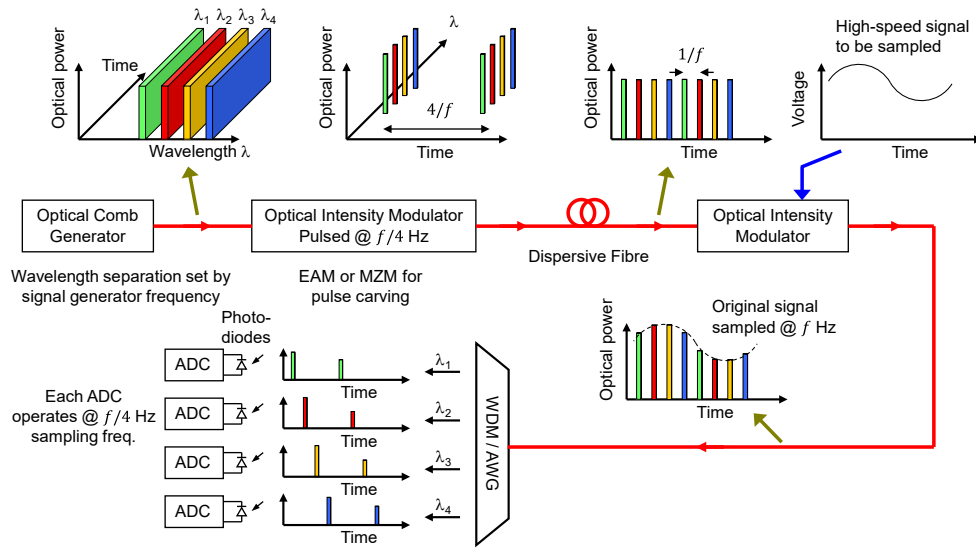 λ1 λ2 λ3 λ4
Time
Optical power
Wavelength λ
Optical power
λ
4/f
Time
Optical power
1/f
Time
High-speed signal
to be sampled
Voltage
Time
Optical Comb
Generator
Optical Intensity Modulator
Pulsed @ f/4 Hz
Dispersive Fibre
Optical Intensity
Modulator
Wavelength separation set by
signal generator frequency
EAM or MZM for
pulse carving
Original signal
sampled @ f Hz
Optical power
Time
Photo-
diodes
ADC
Time
λ1
ADC
Time
λ2
ADC
Time
λ3
ADC
Time
λ4
Each ADC
operates @ f/4 Hz
sampling freq.
WDM / AWG